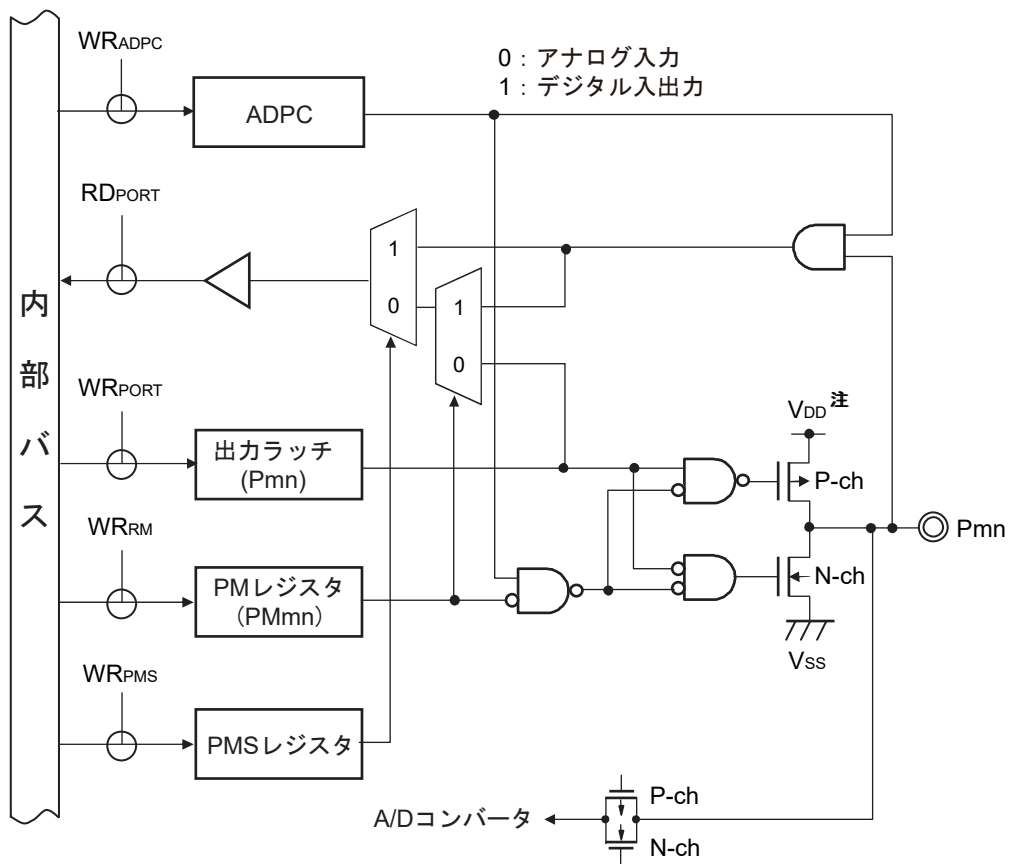 WRADPC
0：アナログ入力
1：デジタル入出力
ADPC
RDPORT
1
0
1
0
内部バス
WRPORT
出力ラッチ
(Pmn)
VDD 注
P-ch
Pmn
WRRM
PMレジスタ
(PMmn)
N-ch
VSS
WRPMS
PMSレジスタ
P-ch
A/Dコンバータ
N-ch